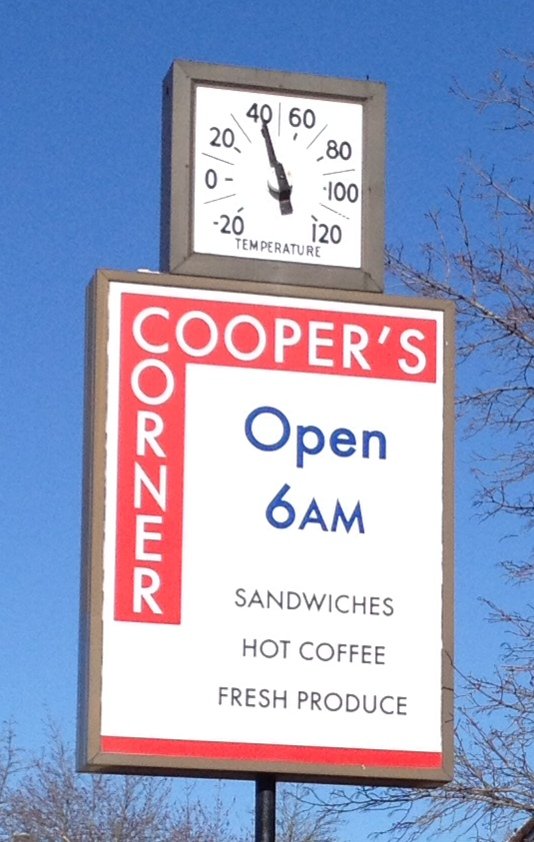 40 60
20 80
0 100
-20 120
TEMPERATURE
COOPER'S
CORNER
Open
6AM
SANDWICHES
HOT COFFEE
FRESH PRODUCE